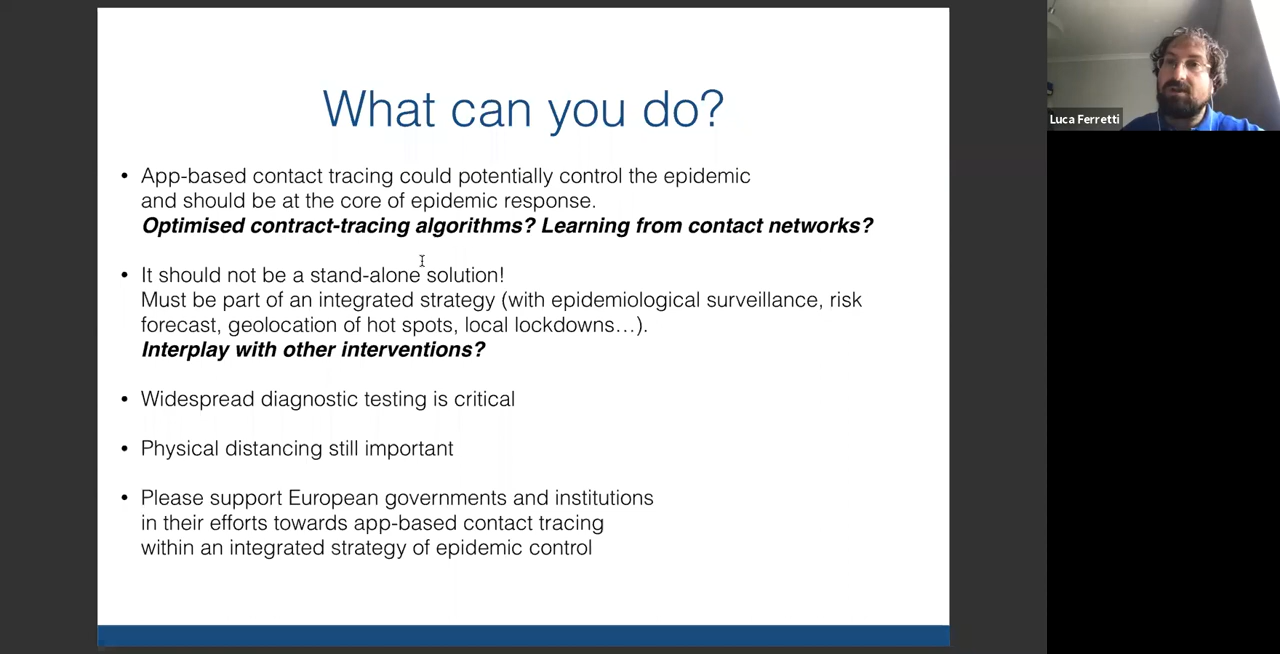 What can you do?
• App-based contact tracing could potentially control the epidemic
and should be at the core of epidemic response.
Optimised contract-tracing algorithms? Learning from contact networks?
• It should not be a stand-alone solution!
Must be part of an integrated strategy (with epidemiological surveillance, risk
forecast, geolocation of hot spots, local lockdowns…).
Interplay with other interventions?
• Widespread diagnostic testing is critical
• Physical distancing still important
• Please support European governments and institutions
in their efforts towards app-based contact tracing
within an integrated strategy of epidemic control
Luca Ferretti